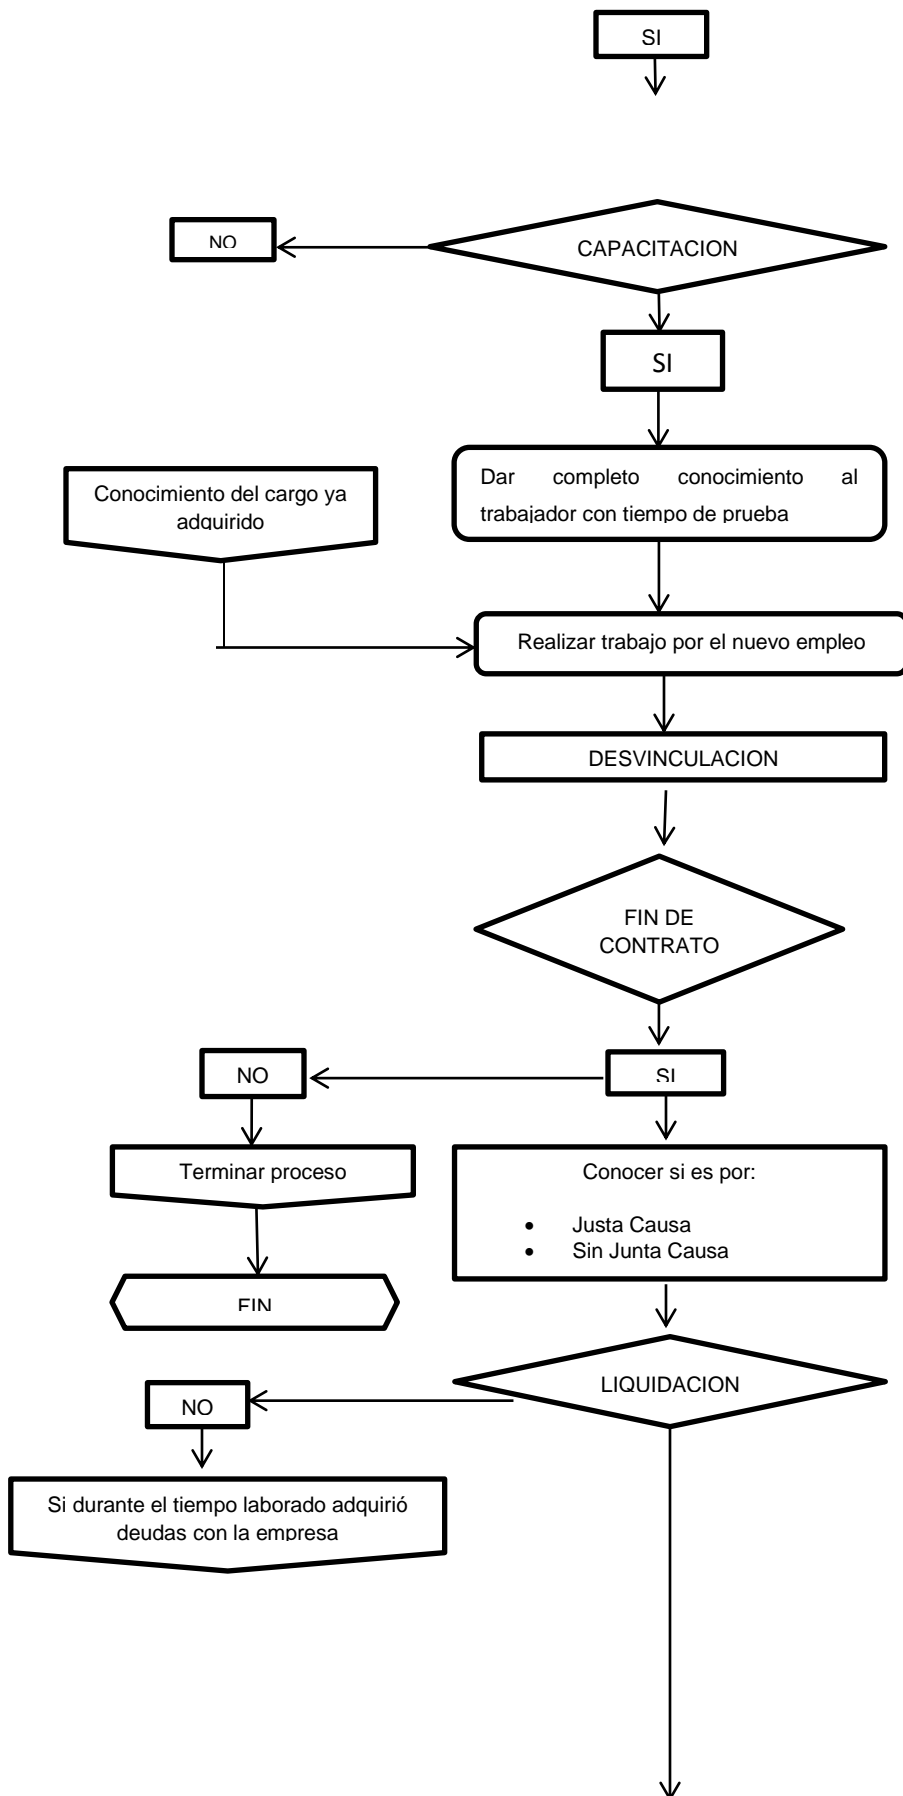 SI
CAPACITACION
NO
SI
Dar completo conocimiento al
trabajador con tiempo de prueba
Conocimiento del cargo ya
adquirido
Realizar trabajo por el nuevo empleo
DESVINCULACION
FIN DE
CONTRATO
NO
SI
Terminar proceso
Conocer si es por:
• Justa Causa
• Sin Junta Causa
FIN
LIQUIDACION
NO
Si durante el tiempo laborado adquirió
deudas con la empresa